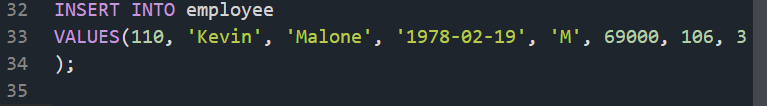 32 INSERT INTO employee
33 VALUES(110, 'Kevin', 'Malone', '1978-02-19', 'M', 69000, 106, 3
34 );
35